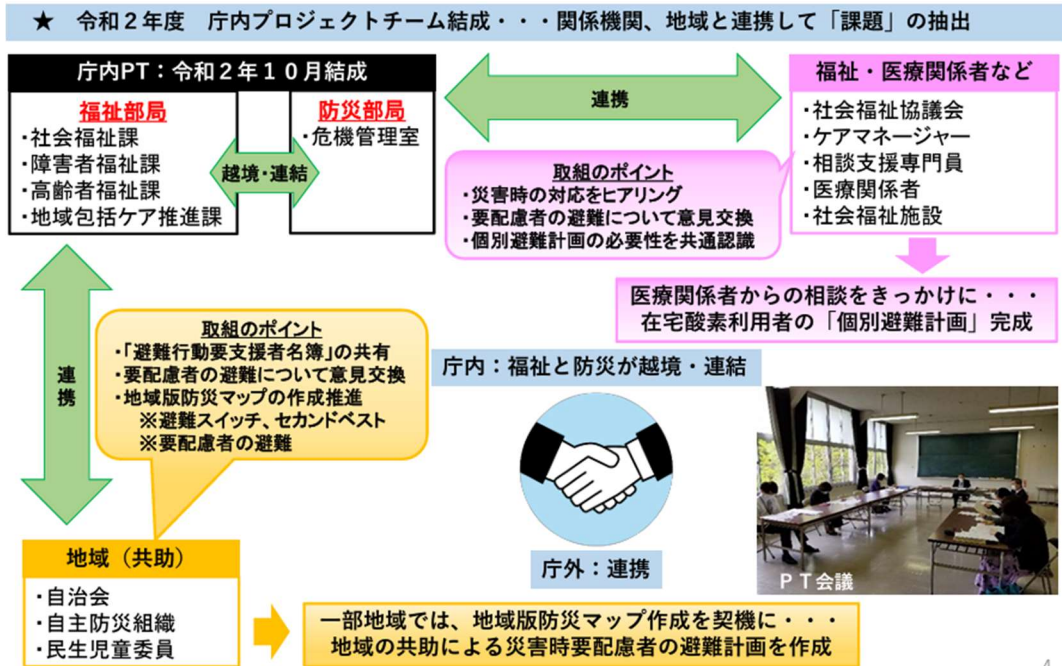 ★ 令和２年度 庁内プロジェクトチーム結成・・・関係機関、地域と連携して「課題」の抽出
庁内PT：令和２年１０月結成
福祉部局
・社会福祉課
・障害者福祉課
・高齢者福祉課
・地域包括ケア推進課
越境・連結
防災部局
・危機管理室
連携
福祉・医療関係者など
・社会福祉協議会
・ケアマネージャー
・相談支援専門員
・医療関係者
・社会福祉施設
取組のポイント
・災害時の対応をヒアリング
・要配慮者の避難について意見交換
・個別避難計画の必要性を共通認識
医療関係者からの相談をきっかけに・・・
在宅酸素利用者の「個別避難計画」完成
連携
取組のポイント
・「避難行動要支援者名簿」の共有
・要配慮者の避難について意見交換
・地域版防災マップの作成推進
※避難スイッチ、セカンドベスト
※要配慮者の避難
庁内：福祉と防災が越境・連結
庁外：連携
ＰＴ会議
地域（共助）
・自治会
・自主防災組織
・民生児童委員
一部地域では、地域版防災マップ作成を契機に・・・
地域の共助による災害時要配慮者の避難計画を作成
4